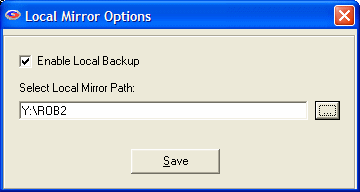 Local Mirror Options
Enable Local Backup
Select Local Mirror Path:
Y:\ROB2
...
Save